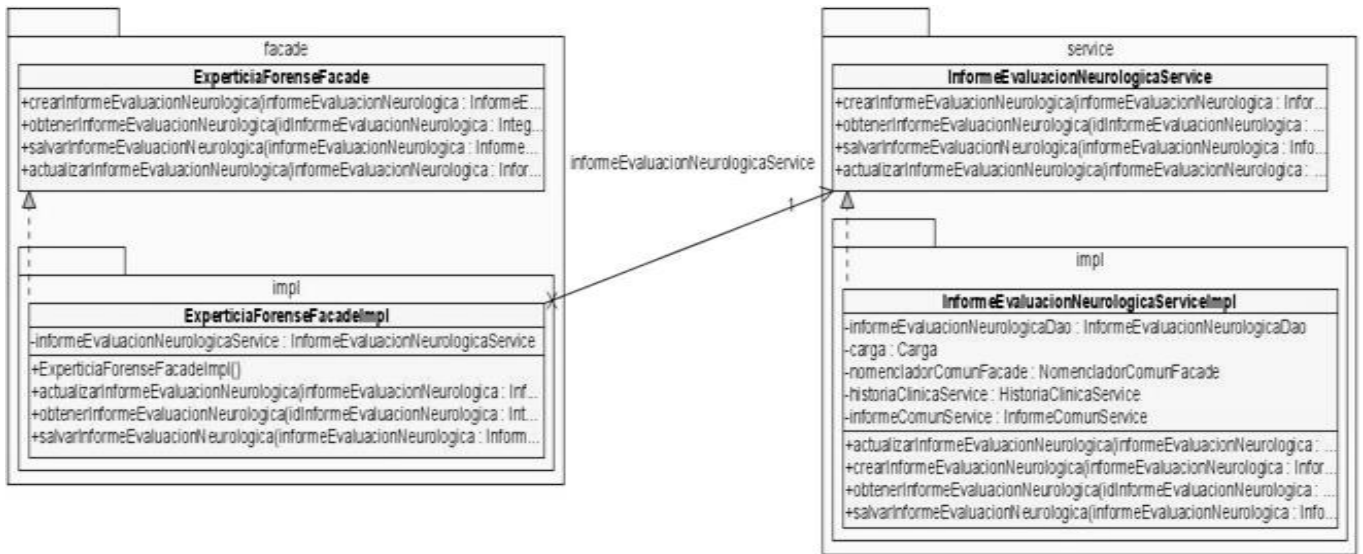 facade
ExperticiaForenseFacade
+crearInformeEvaluacionNeurologica(informeEvaluacionNeurologica : InformeE...
+obtenerInformeEvaluacionNeurologica(idInformeEvaluacionNeurologica : Integ...
+salvarInformeEvaluacionNeurologica(informeEvaluacionNeurologica : Informe...
+actualizarInformeEvaluacionNeurologica(informeEvaluacionNeurologica : Infor...
impl
ExperticiaForenseFacadeImpl
-informeEvaluacionNeurologicaService : InformeEvaluacionNeurologicaService
+ExperticiaForenseFacadeImpl()
+actualizarInformeEvaluacionNeurologica(informeEvaluacionNeurologica : Inf...
+obtenerInformeEvaluacionNeurologica(idInformeEvaluacionNeurologica : Int...
+salvarInformeEvaluacionNeurologica(informeEvaluacionNeurologica : Inform...
informeEvaluacionNeurologicaService
1
service
InformeEvaluacionNeurologicaService
+crearInformeEvaluacionNeurologica(informeEvaluacionNeurologica : Infor...
+obtenerInformeEvaluacionNeurologica(idInformeEvaluacionNeurologica : ...
+salvarInformeEvaluacionNeurologica(informeEvaluacionNeurologica : Info...
+actualizarInformeEvaluacionNeurologica(informeEvaluacionNeurologica : ...
impl
InformeEvaluacionNeurologicaServiceImpl
-informeEvaluacionNeurologicaDao : InformeEvaluacionNeurologicaDao
-carga : Carga
-nomencladorComunFacade : NomencladorComunFacade
-historiaClinicaService : HistoriaClinicaService
-informeComunService : InformeComunService
+actualizarInformeEvaluacionNeurologica(informeEvaluacionNeurologica : ...
+crearInformeEvaluacionNeurologica(informeEvaluacionNeurologica : Infor...
+obtenerInformeEvaluacionNeurologica(idInformeEvaluacionNeurologica : ...
+salvarInformeEvaluacionNeurologica(informeEvaluacionNeurologica : Info...